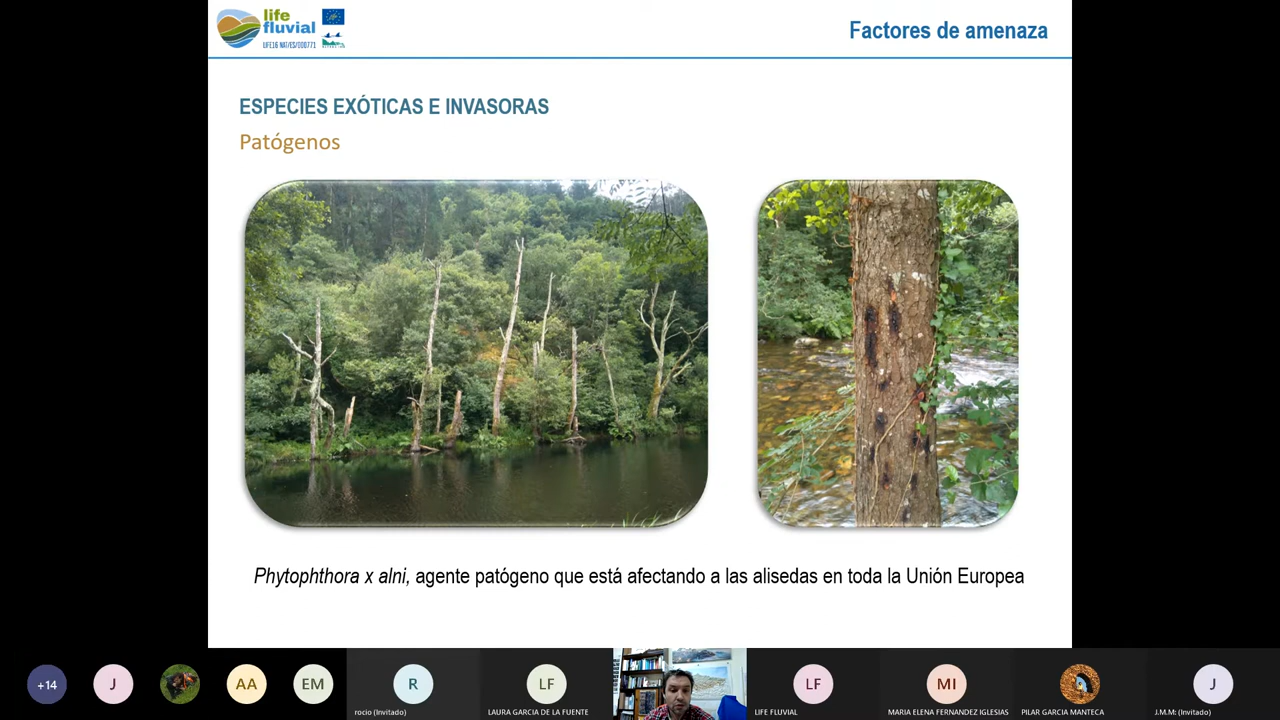 life
fluvial
LIFE16 NAT/ES/000771
Factores de amenaza
ESPECIES EXÓTICAS E INVASORAS
Patógenos
Phytophthora x alni, agente patógeno que está afectando a las alisedas en toda la Unión Europea
+14
J
AA
EM
R
LF
LF
MI
J
rocio (Invitado)
LAURA GARCIA DE LA FUENTE
LIFE FLUVIAL
MARIA ELENA FERNANDEZ IGLESIAS
PILAR GARCIA MANTECA
J.M.M: (Invitado)